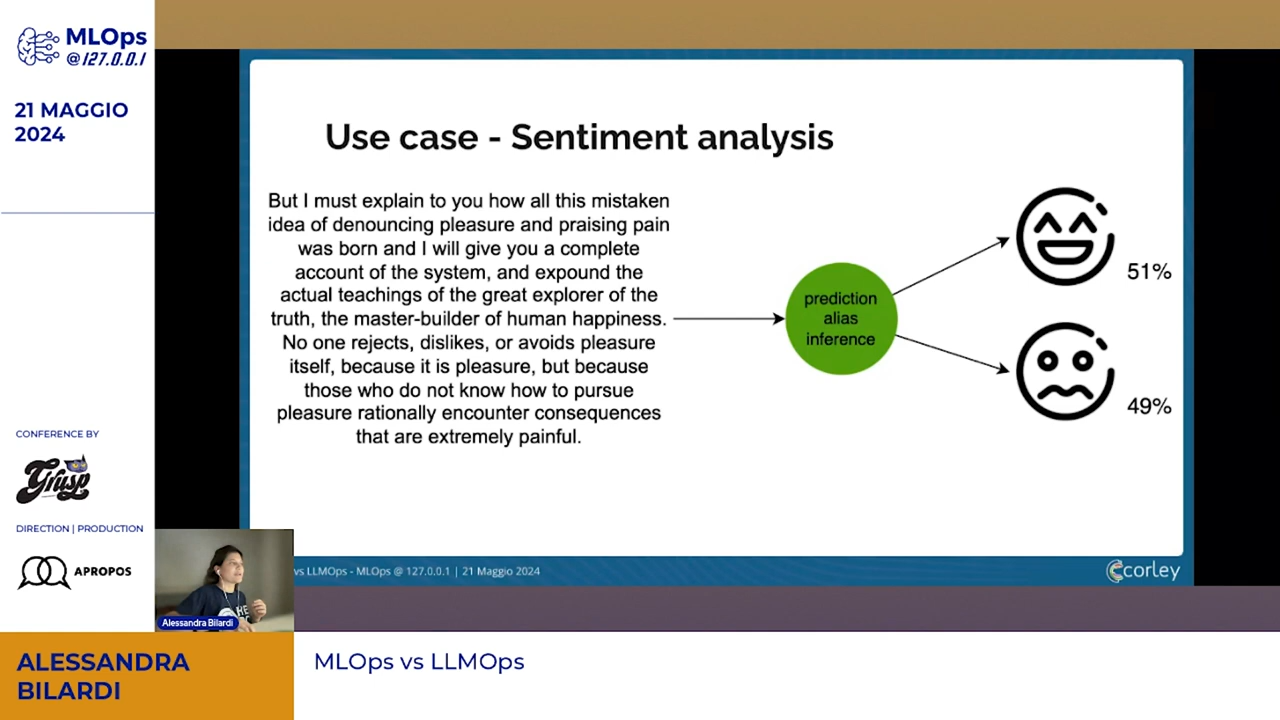 MLOps
@127.0.0.1
21 MAGGIO
2024
Use case - Sentiment analysis
But I must explain to you how all this mistaken
idea of denouncing pleasure and praising pain
was born and I will give you a complete
account of the system, and expound the
actual teachings of the great explorer of the
truth, the master-builder of human happiness.
No one rejects, dislikes, or avoids pleasure
itself, because it is pleasure, but because
those who do not know how to pursue
pleasure rationally encounter consequences
that are extremely painful.
prediction
alias
inference
51%
49%
CONFERENCE BY
Grusp
DIRECTION | PRODUCTION
APROPOS
vs LLMOps - MLOps @ 127.0.0.1 | 21 Maggio 2024
corley
HE
Alessandra Bilardi
ALESSANDRA
BILARDI
MLOps vs LLMOps